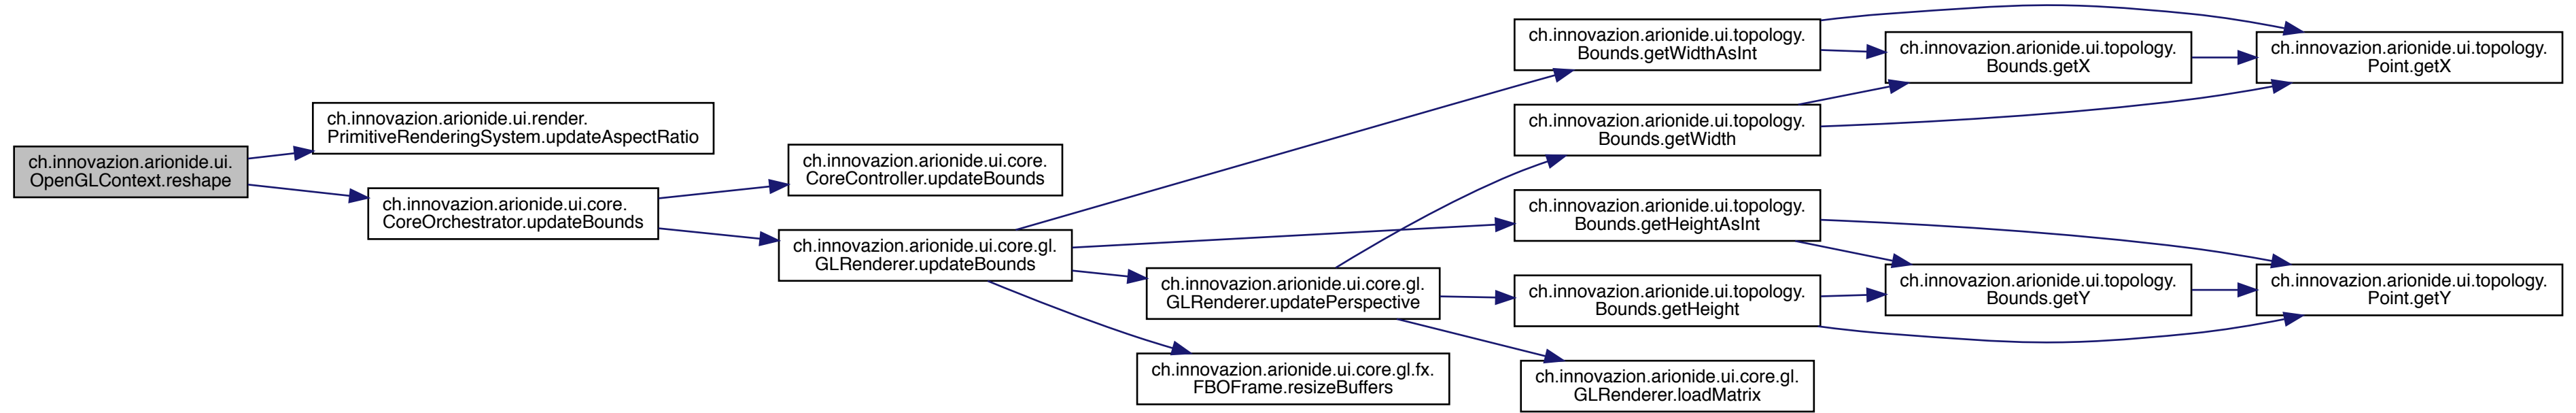 ch.innovazion.arionide.ui.
OpenGLContext.reshape
ch.innovazion.arionide.ui.render.
PrimitiveRenderingSystem.updateAspectRatio
ch.innovazion.arionide.ui.core.
CoreOrchestrator.updateBounds
ch.innovazion.arionide.ui.core.
CoreController.updateBounds
ch.innovazion.arionide.ui.core.gl.
GLRenderer.updateBounds
ch.innovazion.arionide.ui.core.gl.
GLRenderer.updatePerspective
ch.innovazion.arionide.ui.core.gl.fx.
FBOFrame.resizeBuffers
ch.innovazion.arionide.ui.topology.
Bounds.getWidthAsInt
ch.innovazion.arionide.ui.topology.
Bounds.getWidth
ch.innovazion.arionide.ui.topology.
Bounds.getHeightAsInt
ch.innovazion.arionide.ui.topology.
Bounds.getHeight
ch.innovazion.arionide.ui.core.gl.
GLRenderer.loadMatrix
ch.innovazion.arionide.ui.topology.
Bounds.getX
ch.innovazion.arionide.ui.topology.
Bounds.getY
ch.innovazion.arionide.ui.topology.
Point.getX
ch.innovazion.arionide.ui.topology.
Point.getY